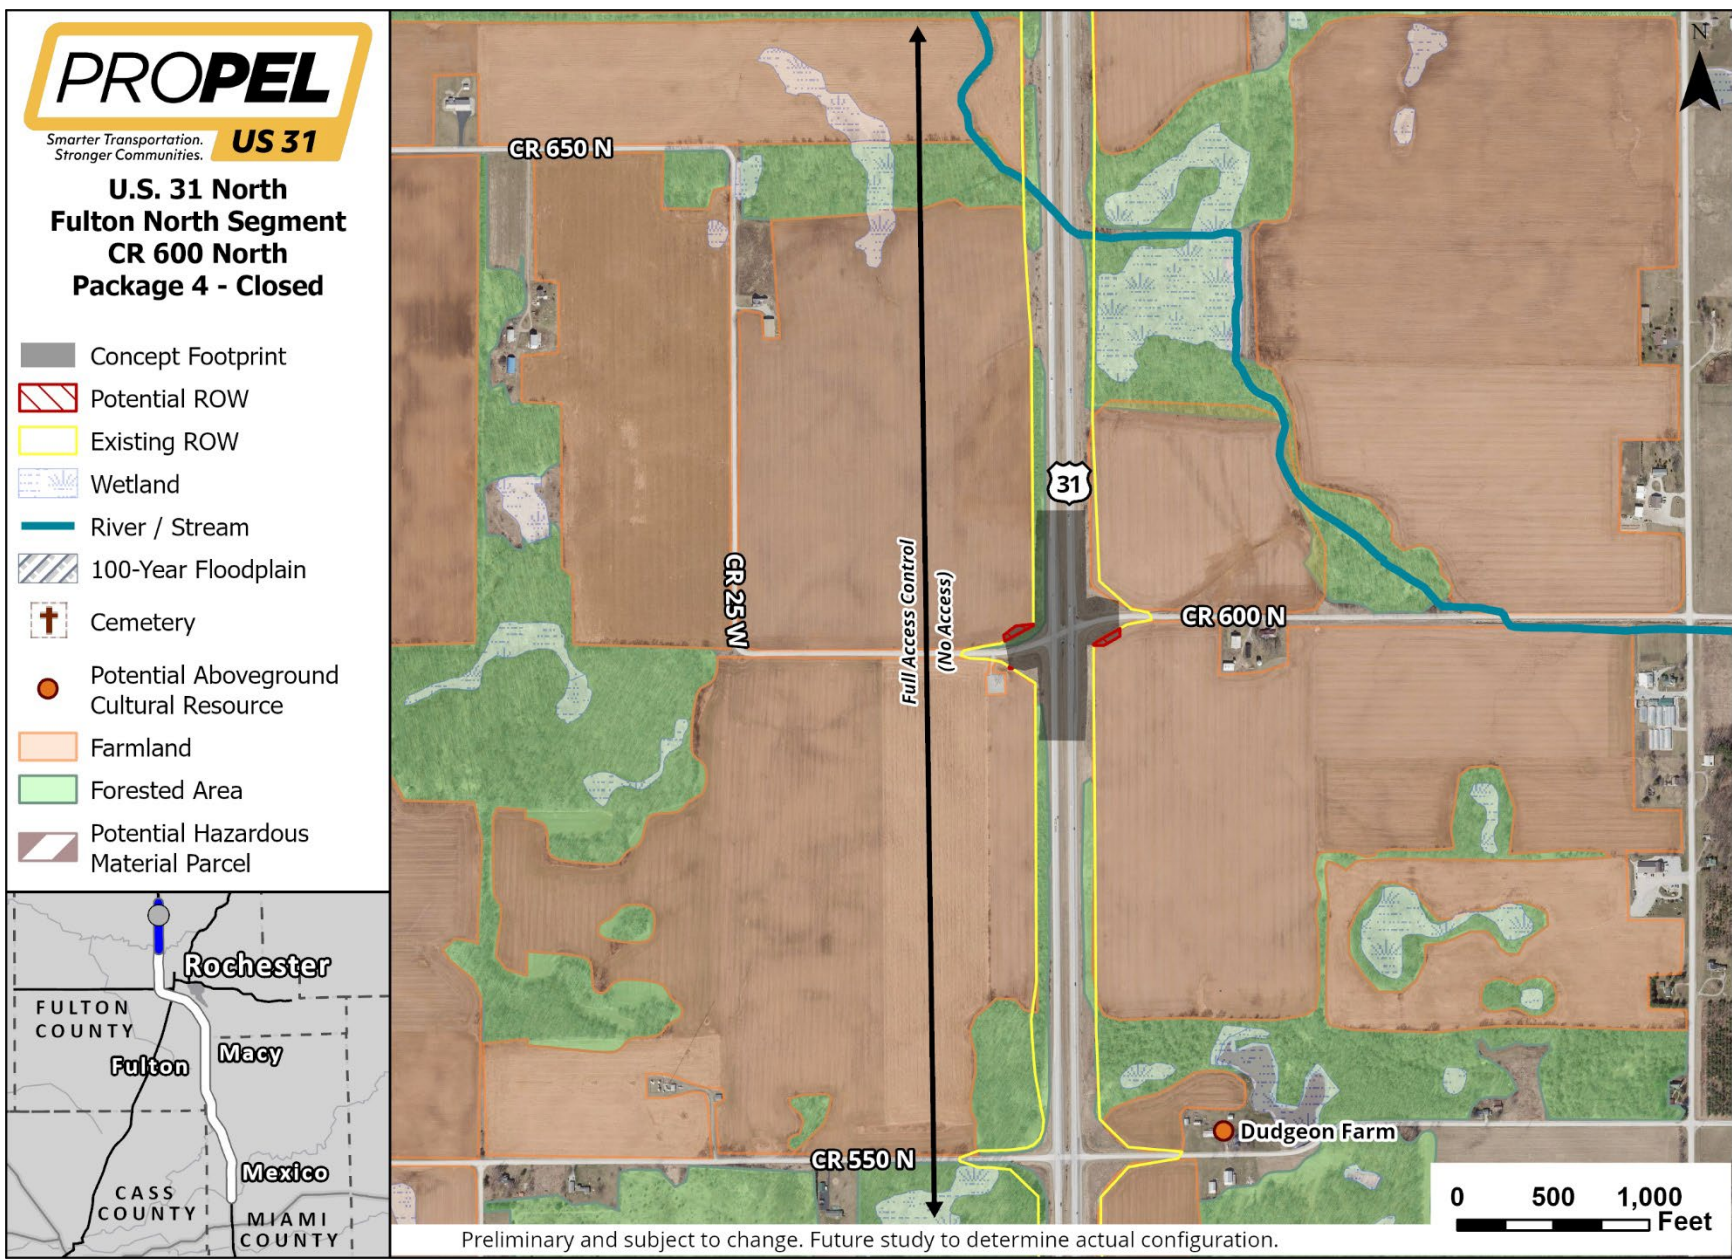 PROPEL
Smarter Transportation.
Stronger Communities.
US 31
U.S. 31 North
Fulton North Segment
CR 600 North
Package 4 - Closed
Concept Footprint
Potential ROW
Existing ROW
Wetland
River / Stream
100-Year Floodplain
Cemetery
Potential Aboveground
Cultural Resource
Farmland
Forested Area
Potential Hazardous
Material Parcel
Rochester
FULTON
COUNTY
Macy
Fulton
Mexico
CASS
COUNTY
MIAMI
COUNTY
N
CR 650 N
31
CR 25 W
Full Access Control
(No Access)
CR 600 N
Dudgeon Farm
CR 550 N
0 500 1,000
Feet
Preliminary and subject to change. Future study to determine actual configuration.